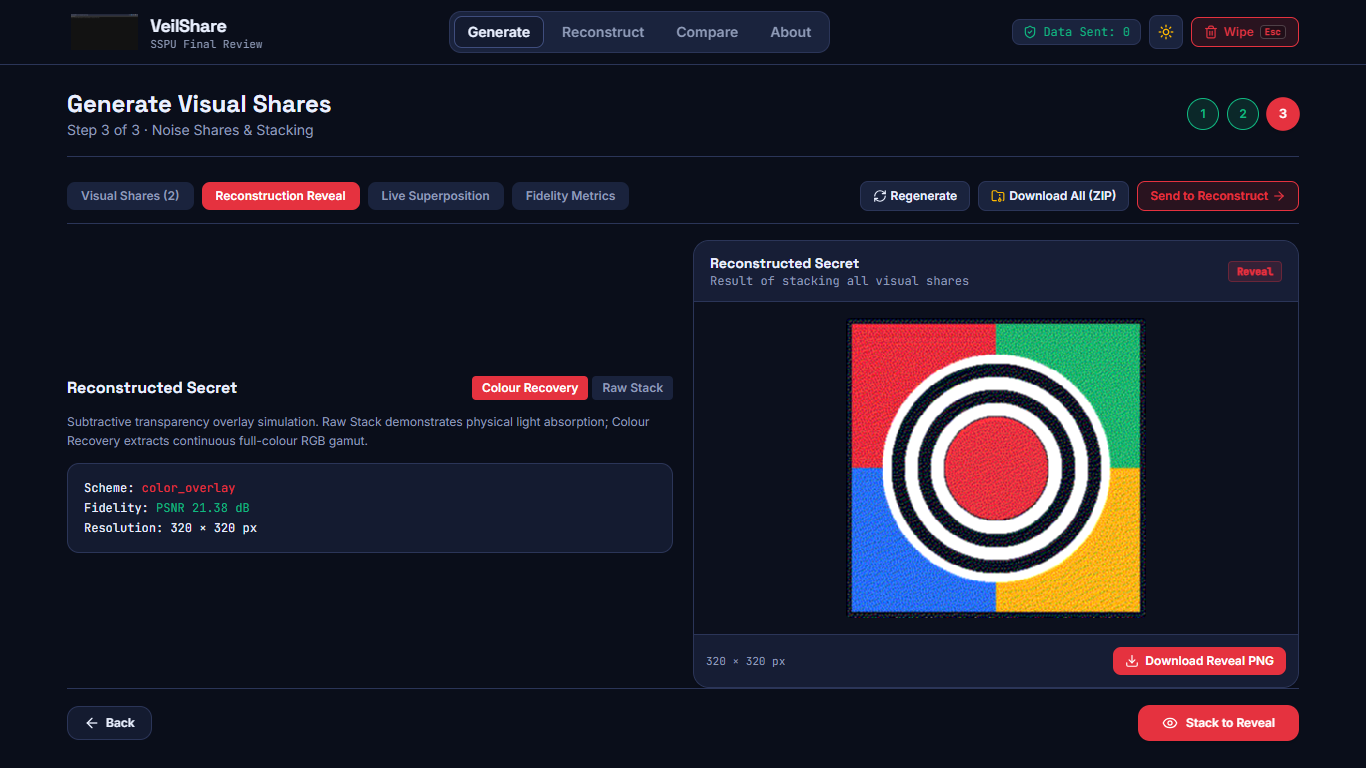 VeilShare
SSPU Final Review
Generate
Reconstruct
Compare
About
Data Sent: 0
Wipe Esc
Generate Visual Shares
Step 3 of 3 · Noise Shares & Stacking
1
2
3
Visual Shares (2)
Reconstruction Reveal
Live Superposition
Fidelity Metrics
Regenerate
Download All (ZIP)
Send to Reconstruct →
Reconstructed Secret
Colour Recovery
Raw Stack
Subtractive transparency overlay simulation. Raw Stack demonstrates physical light absorption; Colour
Recovery extracts continuous full-colour RGB gamut.
Scheme: color_overlay
Fidelity: PSNR 21.38 dB
Resolution: 320 × 320 px
Reconstructed Secret
Result of stacking all visual shares
Reveal
320 × 320 px
Download Reveal PNG
← Back
Stack to Reveal